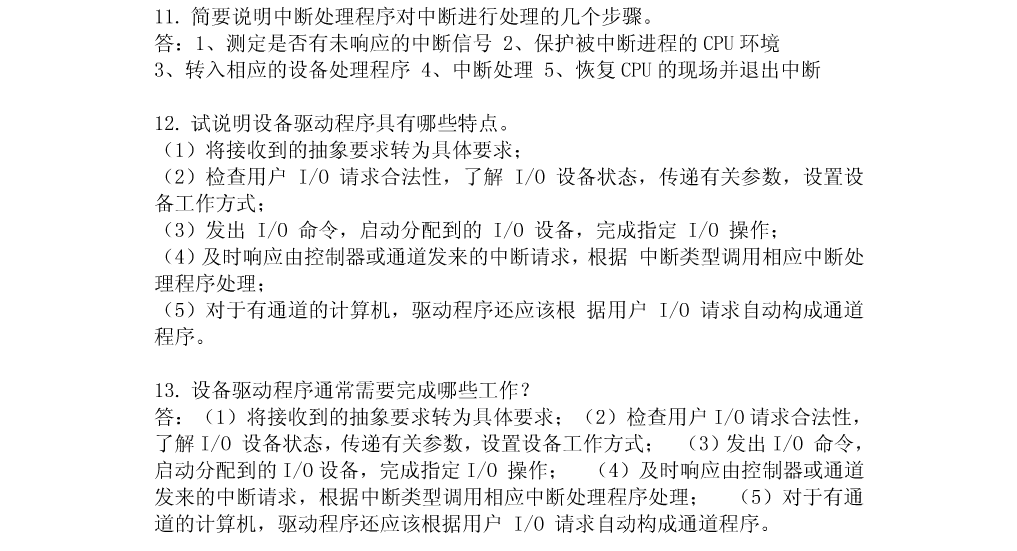 11. 简要说明中断处理程序对中断进行处理的几个步骤。
答：1、测定是否有未响应的中断信号 2、保护被中断进程的 CPU 环境
3、转入相应的设备处理程序 4、中断处理 5、恢复 CPU 的现场并退出中断
12. 试说明设备驱动程序具有哪些特点。
（1）将接收到的抽象要求转为具体要求；
（2）检查用户 I/O 请求合法性，了解 I/O 设备状态，传递有关参数，设置设
备工作方式；
（3）发出 I/O 命令，启动分配到的 I/O 设备，完成指定 I/O 操作；
（4）及时响应由控制器或通道发来的中断请求，根据 中断类型调用相应中断处
理程序处理；
（5）对于有通道的计算机，驱动程序还应该根 据用户 I/O 请求自动构成通道
程序。
13. 设备驱动程序通常需要完成哪些工作？
答：（1）将接收到的抽象要求转为具体要求；（2）检查用户 I/O 请求合法性，
了解 I/O 设备状态，传递有关参数，设置设备工作方式； （3）发出 I/O 命令，
启动分配到的 I/O 设备，完成指定 I/O 操作； （4）及时响应由控制器或通道
发来的中断请求，根据中断类型调用相应中断处理程序处理； （5）对于有通
道的计算机，驱动程序还应该根据用户 I/O 请求自动构成通道程序。